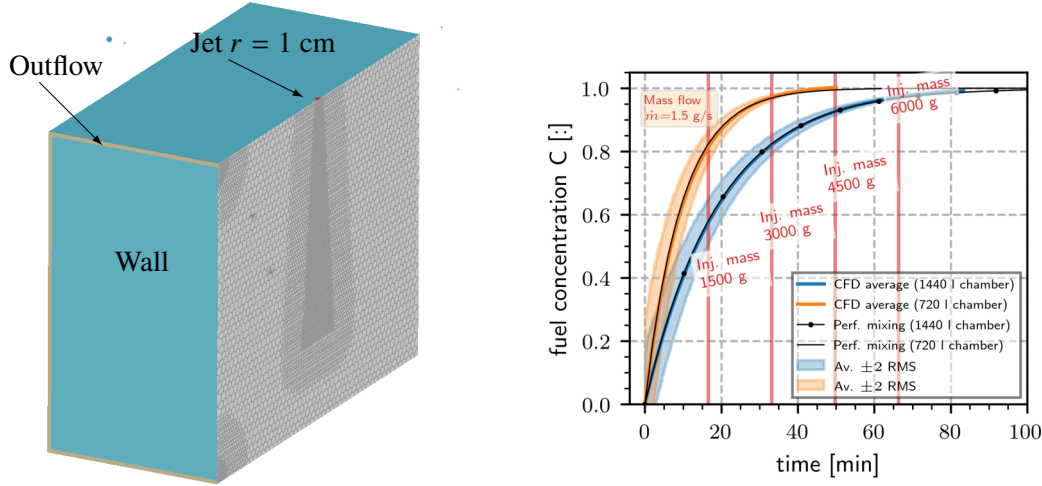 Jet r = 1 cm
Outflow
Wall
fuel concentration C [:]
1.0
0.8
0.6
0.4
0.2
0.0
0
20
40
60
80
100
time [min]
Mass flow
ṁ=1.5 g/s
Inj. mass
1500 g
Inj. mass
3000 g
Inj. mass
4500 g
Inj. mass
6000 g
CFD average (1440 l chamber)
CFD average (720 l chamber)
Perf. mixing (1440 l chamber)
Perf. mixing (720 l chamber)
Av. ±2 RMS
Av. ±2 RMS